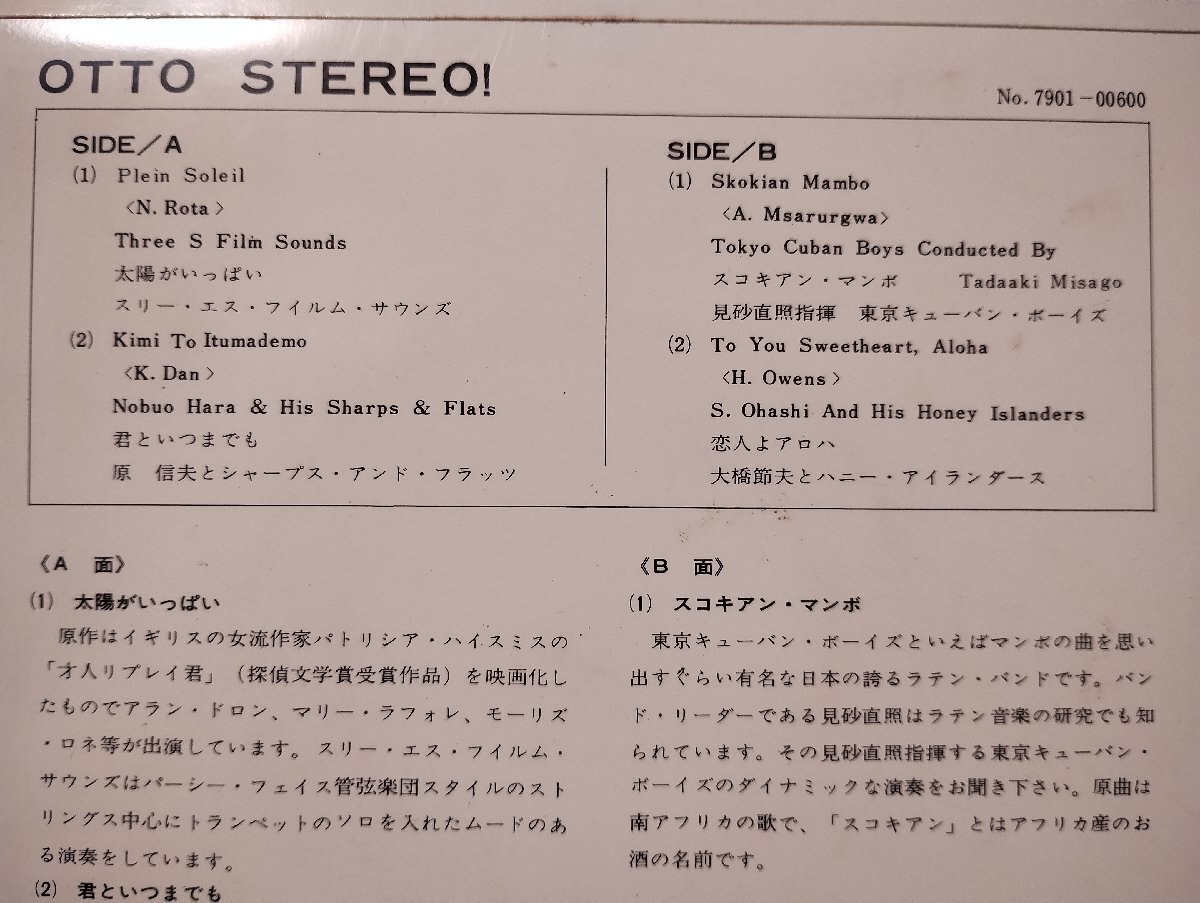 OTTO STEREO!
No. 7901-00600
SIDE/A
(1) Plein Soleil
〈N. Rota〉
Three S Film Sounds
太陽がいっぱい
スリー・エス・フイルム・サウンズ
(2) Kimi To Itumademo
〈K. Dan〉
Nobuo Hara & His Sharps & Flats
君といつまでも
原 信夫とシャープス・アンド・フラッツ
SIDE/B
(1) Skokian Mambo
〈A. Msarurgwa〉
Tokyo Cuban Boys Conducted By
スコキアン・マンボ Tadaaki Misago
見砂直照指揮 東京キューバン・ボーイズ
(2) To You Sweetheart, Aloha
〈H. Owens〉
S. Ohashi And His Honey Islanders
恋人よアロハ
大橋節夫とハニー・アイランダース
《A 面》
(1) 太陽がいっぱい
原作はイギリスの女流作家パトリシア・ハイスミスの
「才人リプレイ君」(探偵文学賞受賞作品)を映画化し
たものでアラン・ドロン、マリー・ラフォレ、モーリズ
・ロネ等が出演しています。スリー・エス・フイルム・
サウンズはパーシー・フェイス管弦楽団スタイルのスト
リングス中心にトランペットのソロを入れたムードのあ
る演奏をしています。
(2) 君といつまでも
《B 面》
(1) スコキアン・マンボ
東京キューバン・ボーイズといえばマンボの曲を思い
出すぐらい有名な日本の誇るラテン・バンドです。バン
ド・リーダーである見砂直照はラテン音楽の研究でも知
られています。その見砂直照指揮する東京キューバン・
ボーイズのダイナミックな演奏をお聞き下さい。原曲は
南アフリカの歌で、「スコキアン」とはアフリカ産のお
酒の名前です。